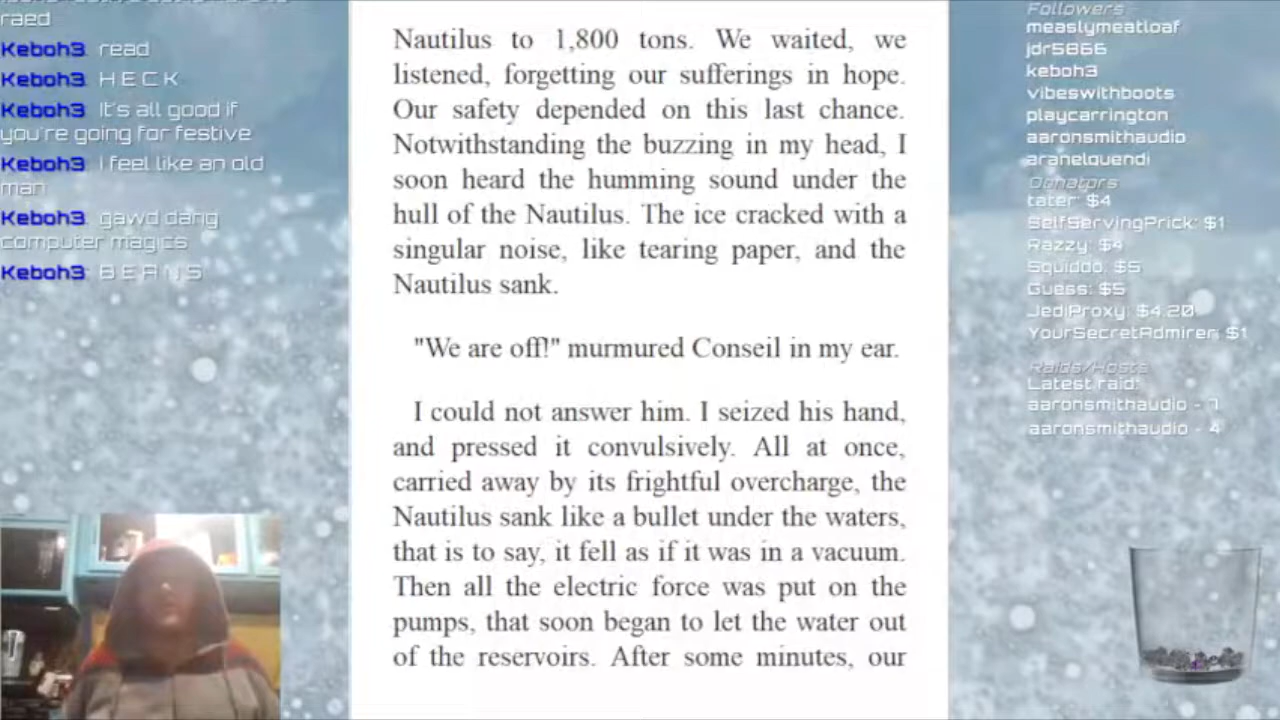 raed
Keboh3: read
Keboh3: H E C K
Keboh3: It's all good if
you're going for festive
Keboh3: i feel like an old
man
Keboh3: gawd dang
computer magics
Keboh3: B E A N S
Nautilus to 1,800 tons. We waited, we
listened, forgetting our sufferings in hope.
Our safety depended on this last chance.
Notwithstanding the buzzing in my head, I
soon heard the humming sound under the
hull of the Nautilus. The ice cracked with a
singular noise, like tearing paper, and the
Nautilus sank.
"We are off!" murmured Conseil in my ear.
I could not answer him. I seized his hand,
and pressed it convulsively. All at once,
carried away by its frightful overcharge, the
Nautilus sank like a bullet under the waters,
that is to say, it fell as if it was in a vacuum.
Then all the electric force was put on the
pumps, that soon began to let the water out
of the reservoirs. After some minutes, our
Followers
measlymeatloaf
jdr5866
keboh3
vibeswithboots
playcarrington
aaronsmithaudio
aranelquendi
Donators
tater: $4
SelfServingPrick: $1
Razzy: $4
Squidoo: $5
Guess: $5
JediProxy: $4.20
YourSecretAdmirer: $1
Raids/Hosts
Latest raid:
aaronsmithaudio - 7
aaronsmithaudio - 4